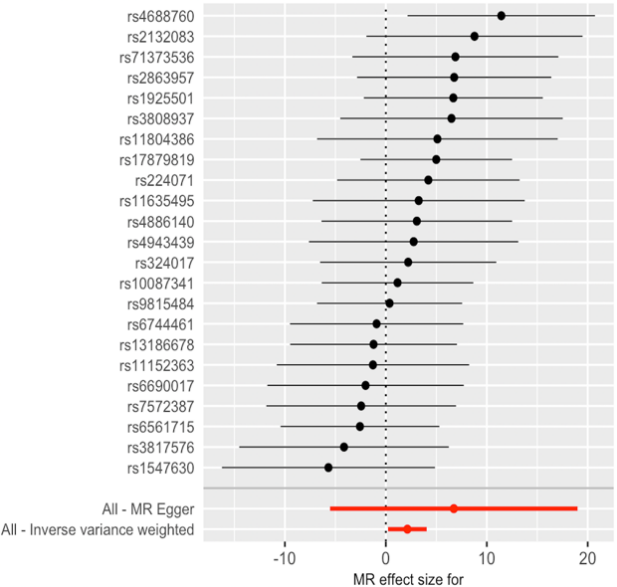 rs4688760
rs2132083
rs71373536
rs2863957
rs1925501
rs3808937
rs11804386
rs17879819
rs224071
rs11635495
rs4886140
rs4943439
rs324017
rs10087341
rs9815484
rs6744461
rs13186678
rs11152363
rs6690017
rs7572387
rs6561715
rs3817576
rs1547630
All - MR Egger
All - Inverse variance weighted
-10 0 10 20
MR effect size for